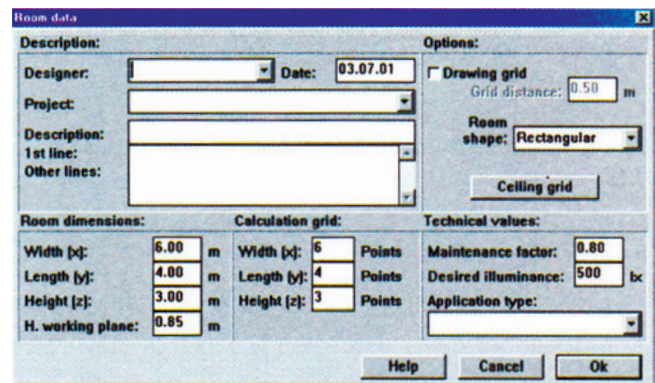 Room data
Description:
Designer:
Date: 03.07.01
Project:
Description:
1st line:
Other lines:
Options:
Drawing grid
Grid distance: 0.50 m
Room
shape: Rectangular
Ceiling grid
Room dimensions:
Width (x): 6.00 m
Length (y): 4.00 m
Height (z): 3.00 m
H. working plane: 0.85 m
Calculation grid:
Width (x): 6 Points
Length (y): 4 Points
Height (z): 3 Points
Technical values:
Maintenance factor: 0.80
Desired illuminance: 500 lx
Application type:
Help Cancel Ok